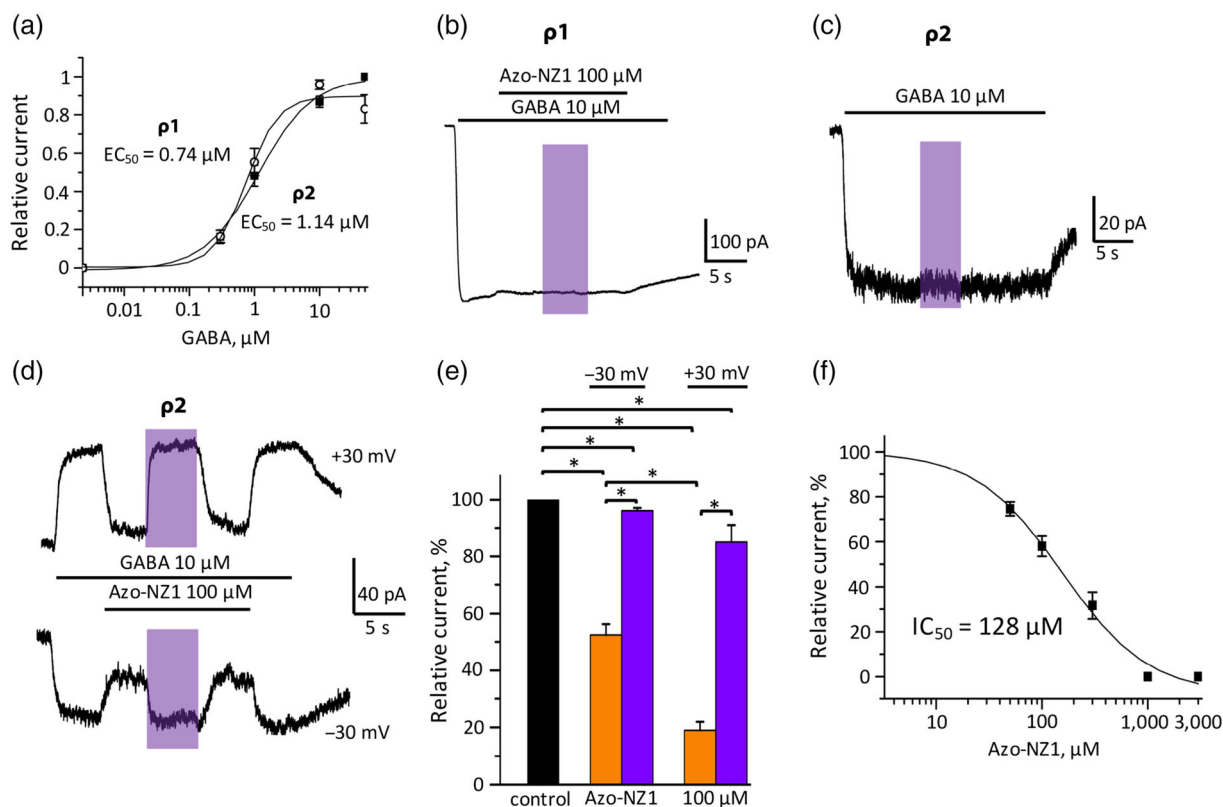 (a)
Relative current
1
0.8
0.6
0.4
0.2
0
ρ1
EC50 = 0.74 μM
ρ2
EC50 = 1.14 μM
0.01 0.1 1 10
GABA, μM
(b)
ρ1
Azo-NZ1 100 μM
GABA 10 μM
100 pA
5 s
(c)
ρ2
GABA 10 μM
20 pA
5 s
(d)
ρ2
+30 mV
GABA 10 μM
Azo-NZ1 100 μM
40 pA
5 s
−30 mV
(e)
−30 mV +30 mV
*
*
*
* *
* *
Relative current, %
100
80
60
40
20
0
control Azo-NZ1 100 μM
(f)
Relative current, %
100
80
60
40
20
0
IC50 = 128 μM
10 100 1,000 3,000
Azo-NZ1, μM